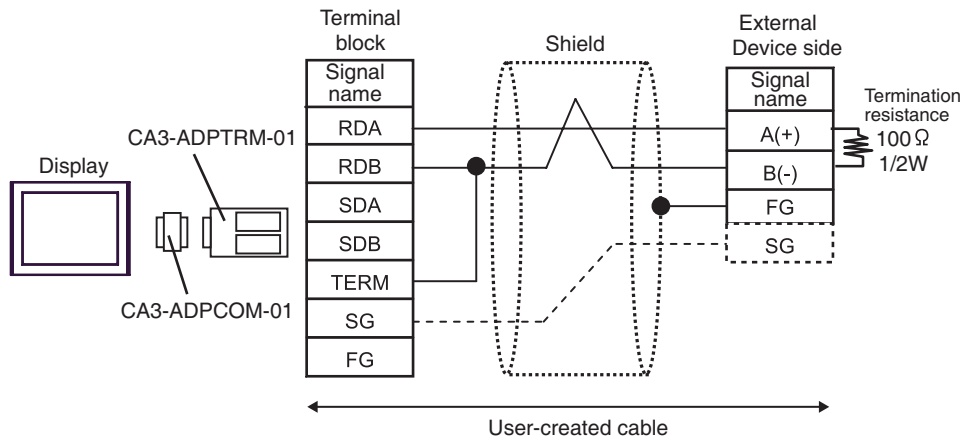 Terminal
block
Shield
External
Device side
Signal
name
RDA
RDB
SDA
SDB
TERM
SG
FG
Signal
name
A(+)
B(-)
FG
SG
Termination
resistance
100 Ω
1/2W
CA3-ADPTRM-01
Display
CA3-ADPCOM-01
User-created cable